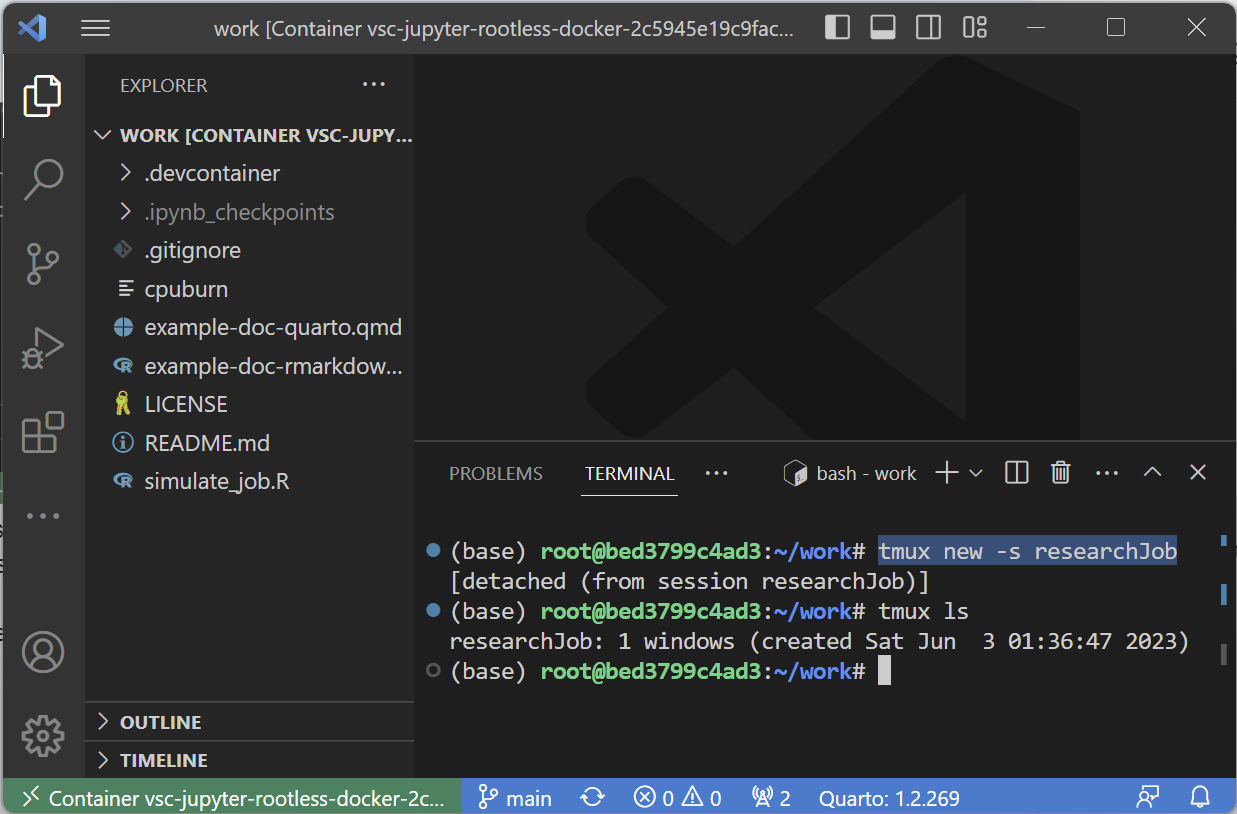 work [Container vsc-jupyter-rootless-docker-2c5945e19c9fac...
EXPLORER
WORK [CONTAINER VSC-JUPY...
.devcontainer
.ipynb_checkpoints
.gitignore
cpuburn
example-doc-quarto.qmd
example-doc-rmarkdow...
LICENSE
README.md
simulate_job.R
OUTLINE
TIMELINE
PROBLEMS TERMINAL ... bash - work
(base) root@bed3799c4ad3:~/work# tmux new -s researchJob
[detached (from session researchJob)]
(base) root@bed3799c4ad3:~/work# tmux ls
researchJob: 1 windows (created Sat Jun  3 01:36:47 2023)
(base) root@bed3799c4ad3:~/work#
Container vsc-jupyter-rootless-docker-2c... main 0 0 2 Quarto: 1.2.269